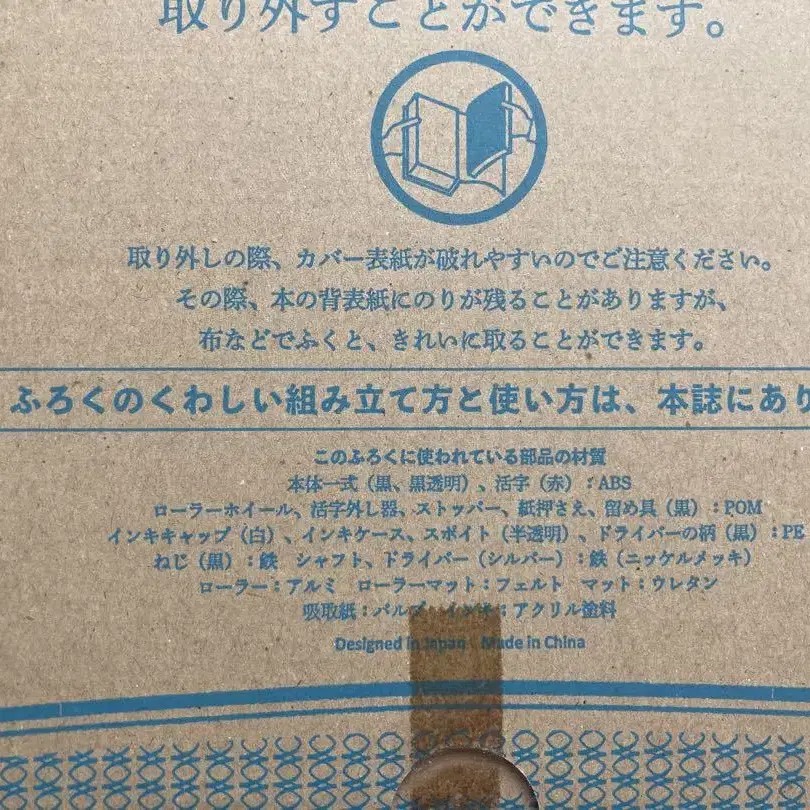 取り外すことができます。
取り外しの際、カバー表紙が破れやすいのでご注意ください。
その際、本の背表紙にのりが残ることがありますが、
布などでふくと、きれいに取ることができます。
ふろくのくわしい組み立て方と使い方は、本誌にあり
このふろくに使われている部品の材質
本体一式（黒、黒透明）、活字（赤）：ABS
ローラーホイール、活字外し器、ストッパー、紙押さえ、留め具（黒）：POM
インキキャップ（白）、インキケース、スポイト（半透明）、ドライバーの柄（黒）：PE
ねじ（黒）：鉄　シャフト、ドライバー（シルバー）：鉄（ニッケルメッキ）
ローラー：アルミ　ローラーマット：フェルト　マット：ウレタン
吸取紙：パルプ　インキ：アクリル塗料
Designed in Japan　Made in China